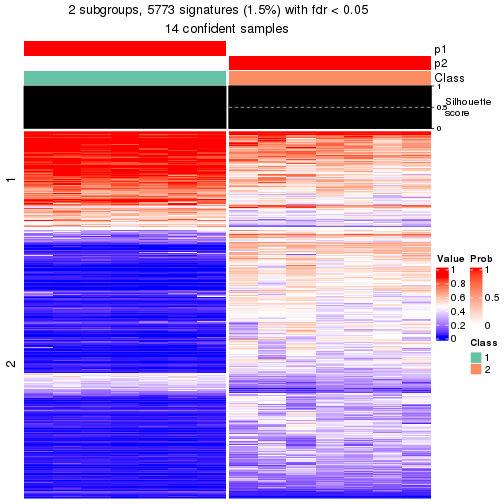 2 subgroups, 5773 signatures (1.5%) with fdr < 0.05
14 confident samples
p1
p2
Class
1
0.5
0
Silhouette
score
1
2
Value
1
0.8
0.6
0.4
0.2
0
Prob
1
0.5
0
Class
1
2